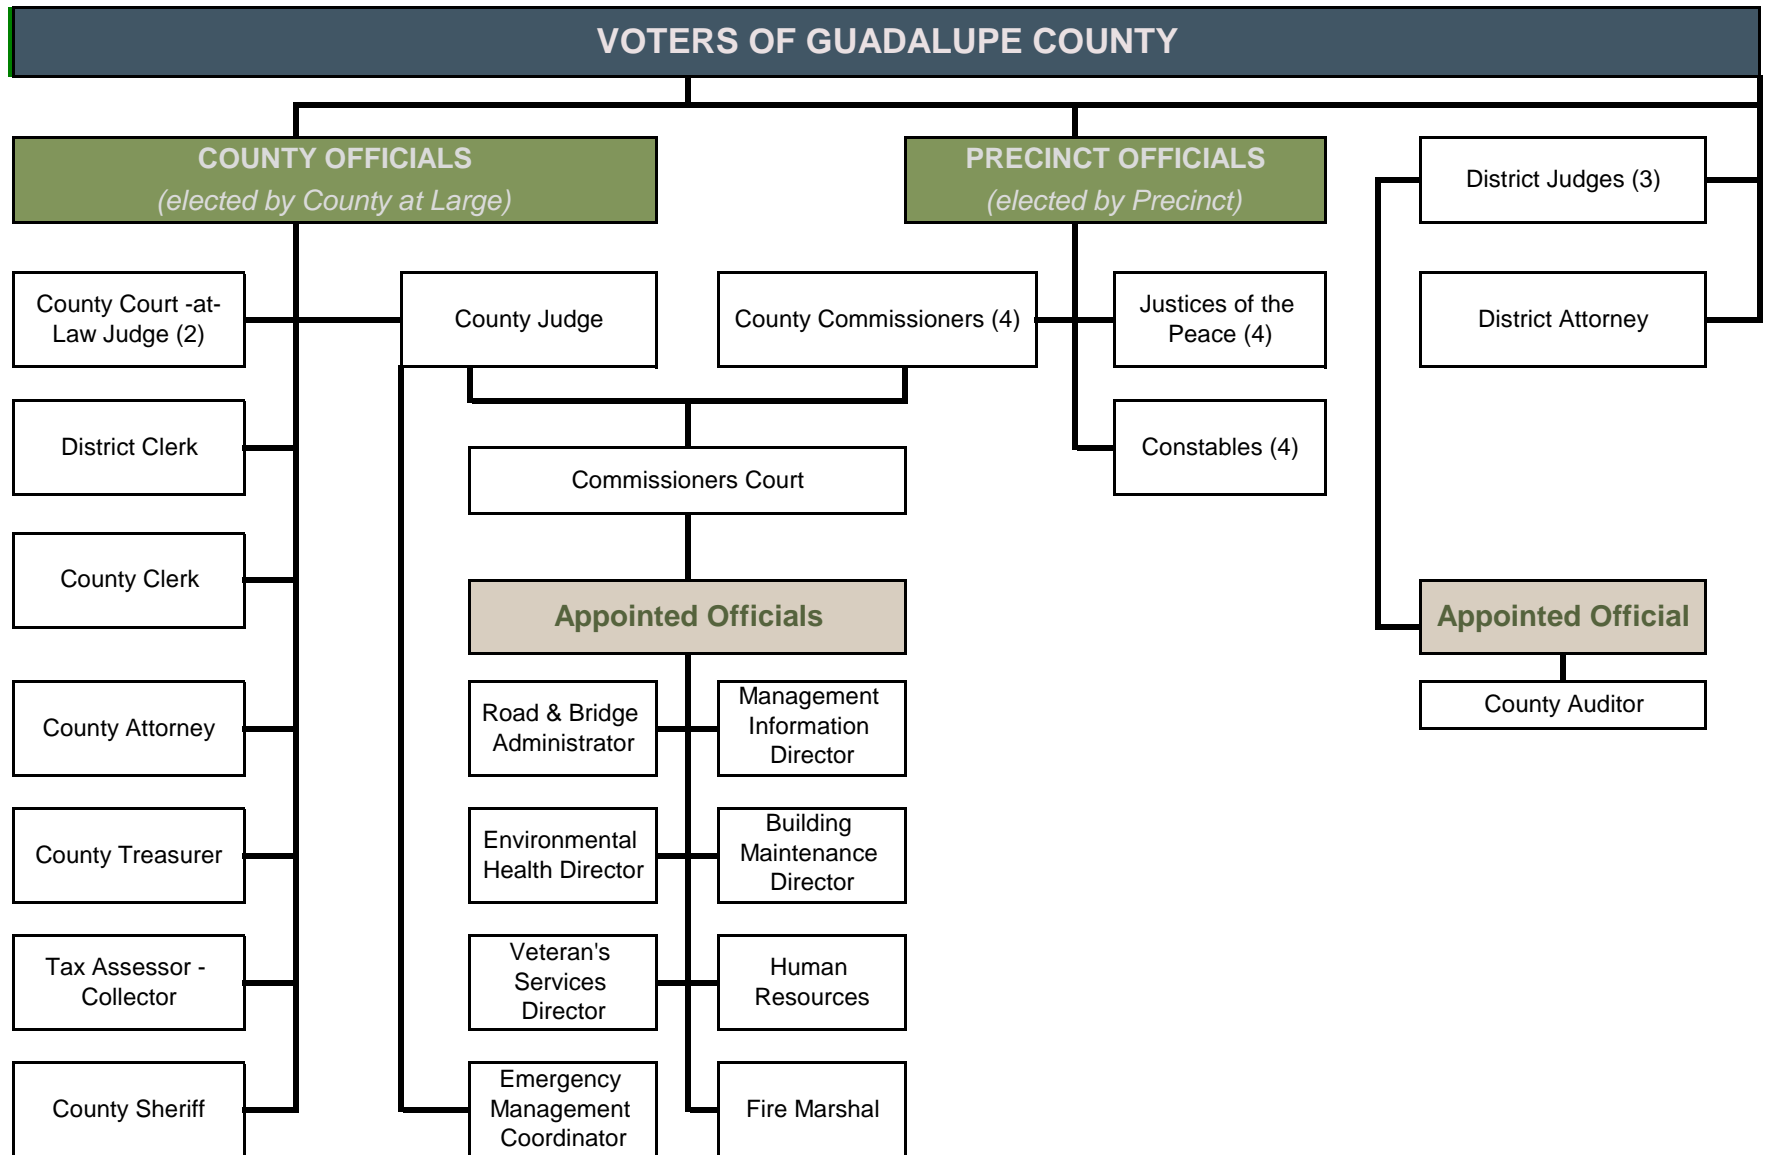 VOTERS OF GUADALUPE COUNTY
COUNTY OFFICIALS
(elected by County at Large)
PRECINCT OFFICIALS
(elected by Precinct)
District Judges (3)
County Court -at-
Law Judge (2)
County Judge
County Commissioners (4)
Justices of the
Peace (4)
District Attorney
District Clerk
Commissioners Court
Constables (4)
County Clerk
Appointed Officials
Appointed Official
County Attorney
Road & Bridge
Administrator
Management
Information
Director
County Auditor
County Treasurer
Environmental
Health Director
Building
Maintenance
Director
Tax Assessor -
Collector
Veteran's
Services
Director
Human
Resources
County Sheriff
Emergency
Management
Coordinator
Fire Marshal